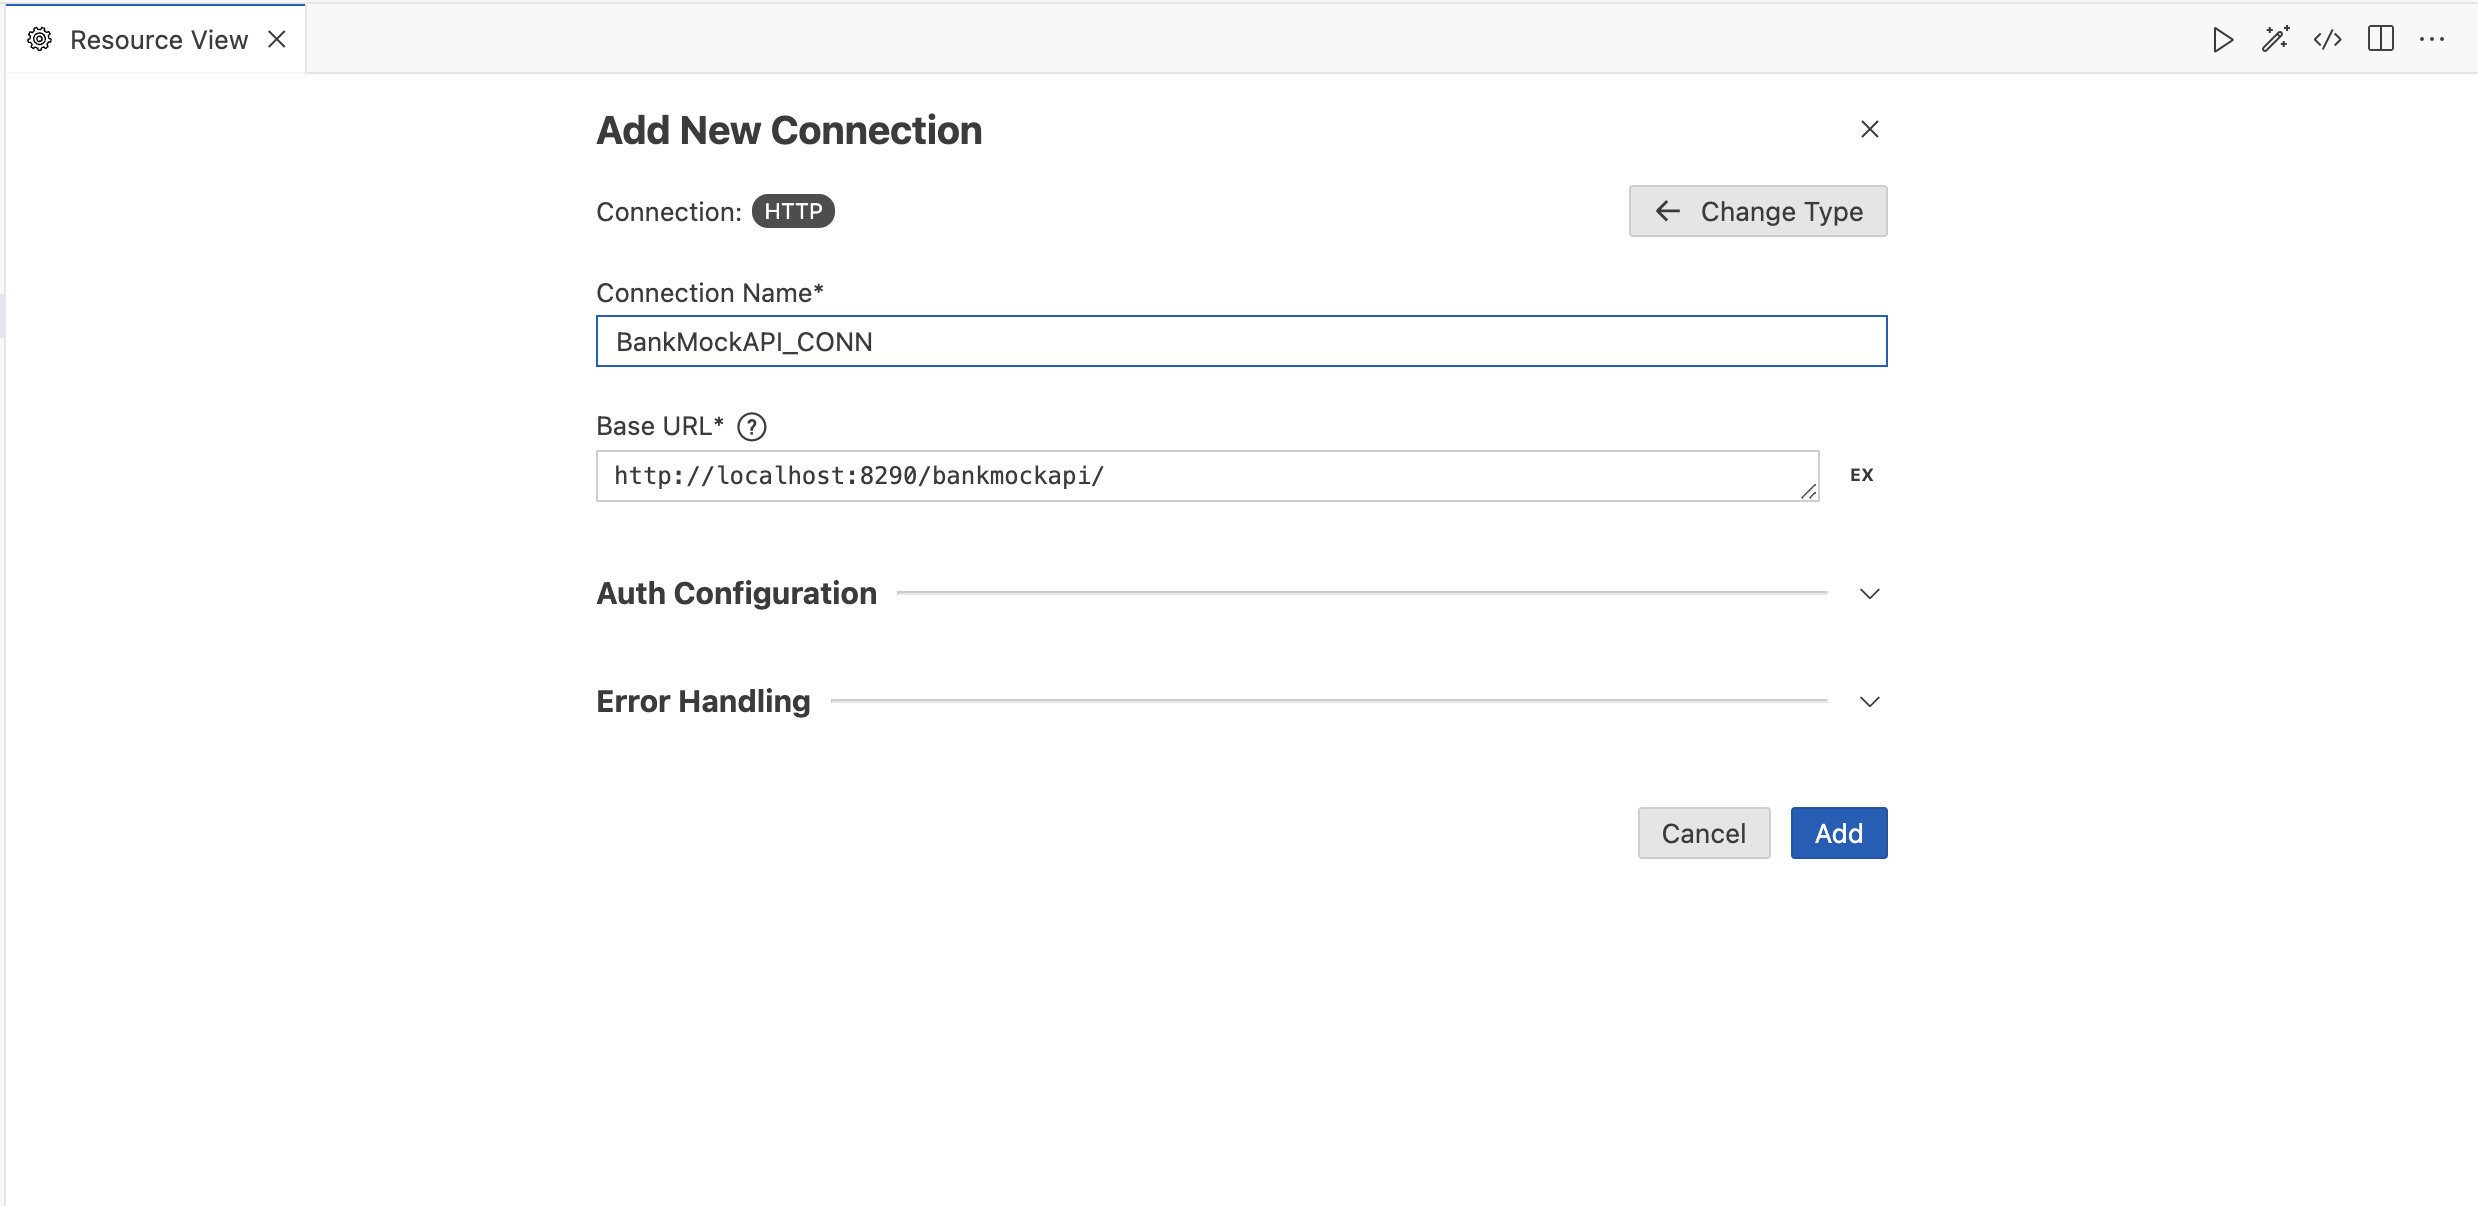 Resource View
Add New Connection
Connection: HTTP
Change Type
Connection Name*
BankMockAPI_CONN
Base URL* ?
http://localhost:8290/bankmockapi/
EX
Auth Configuration
Error Handling
Cancel
Add